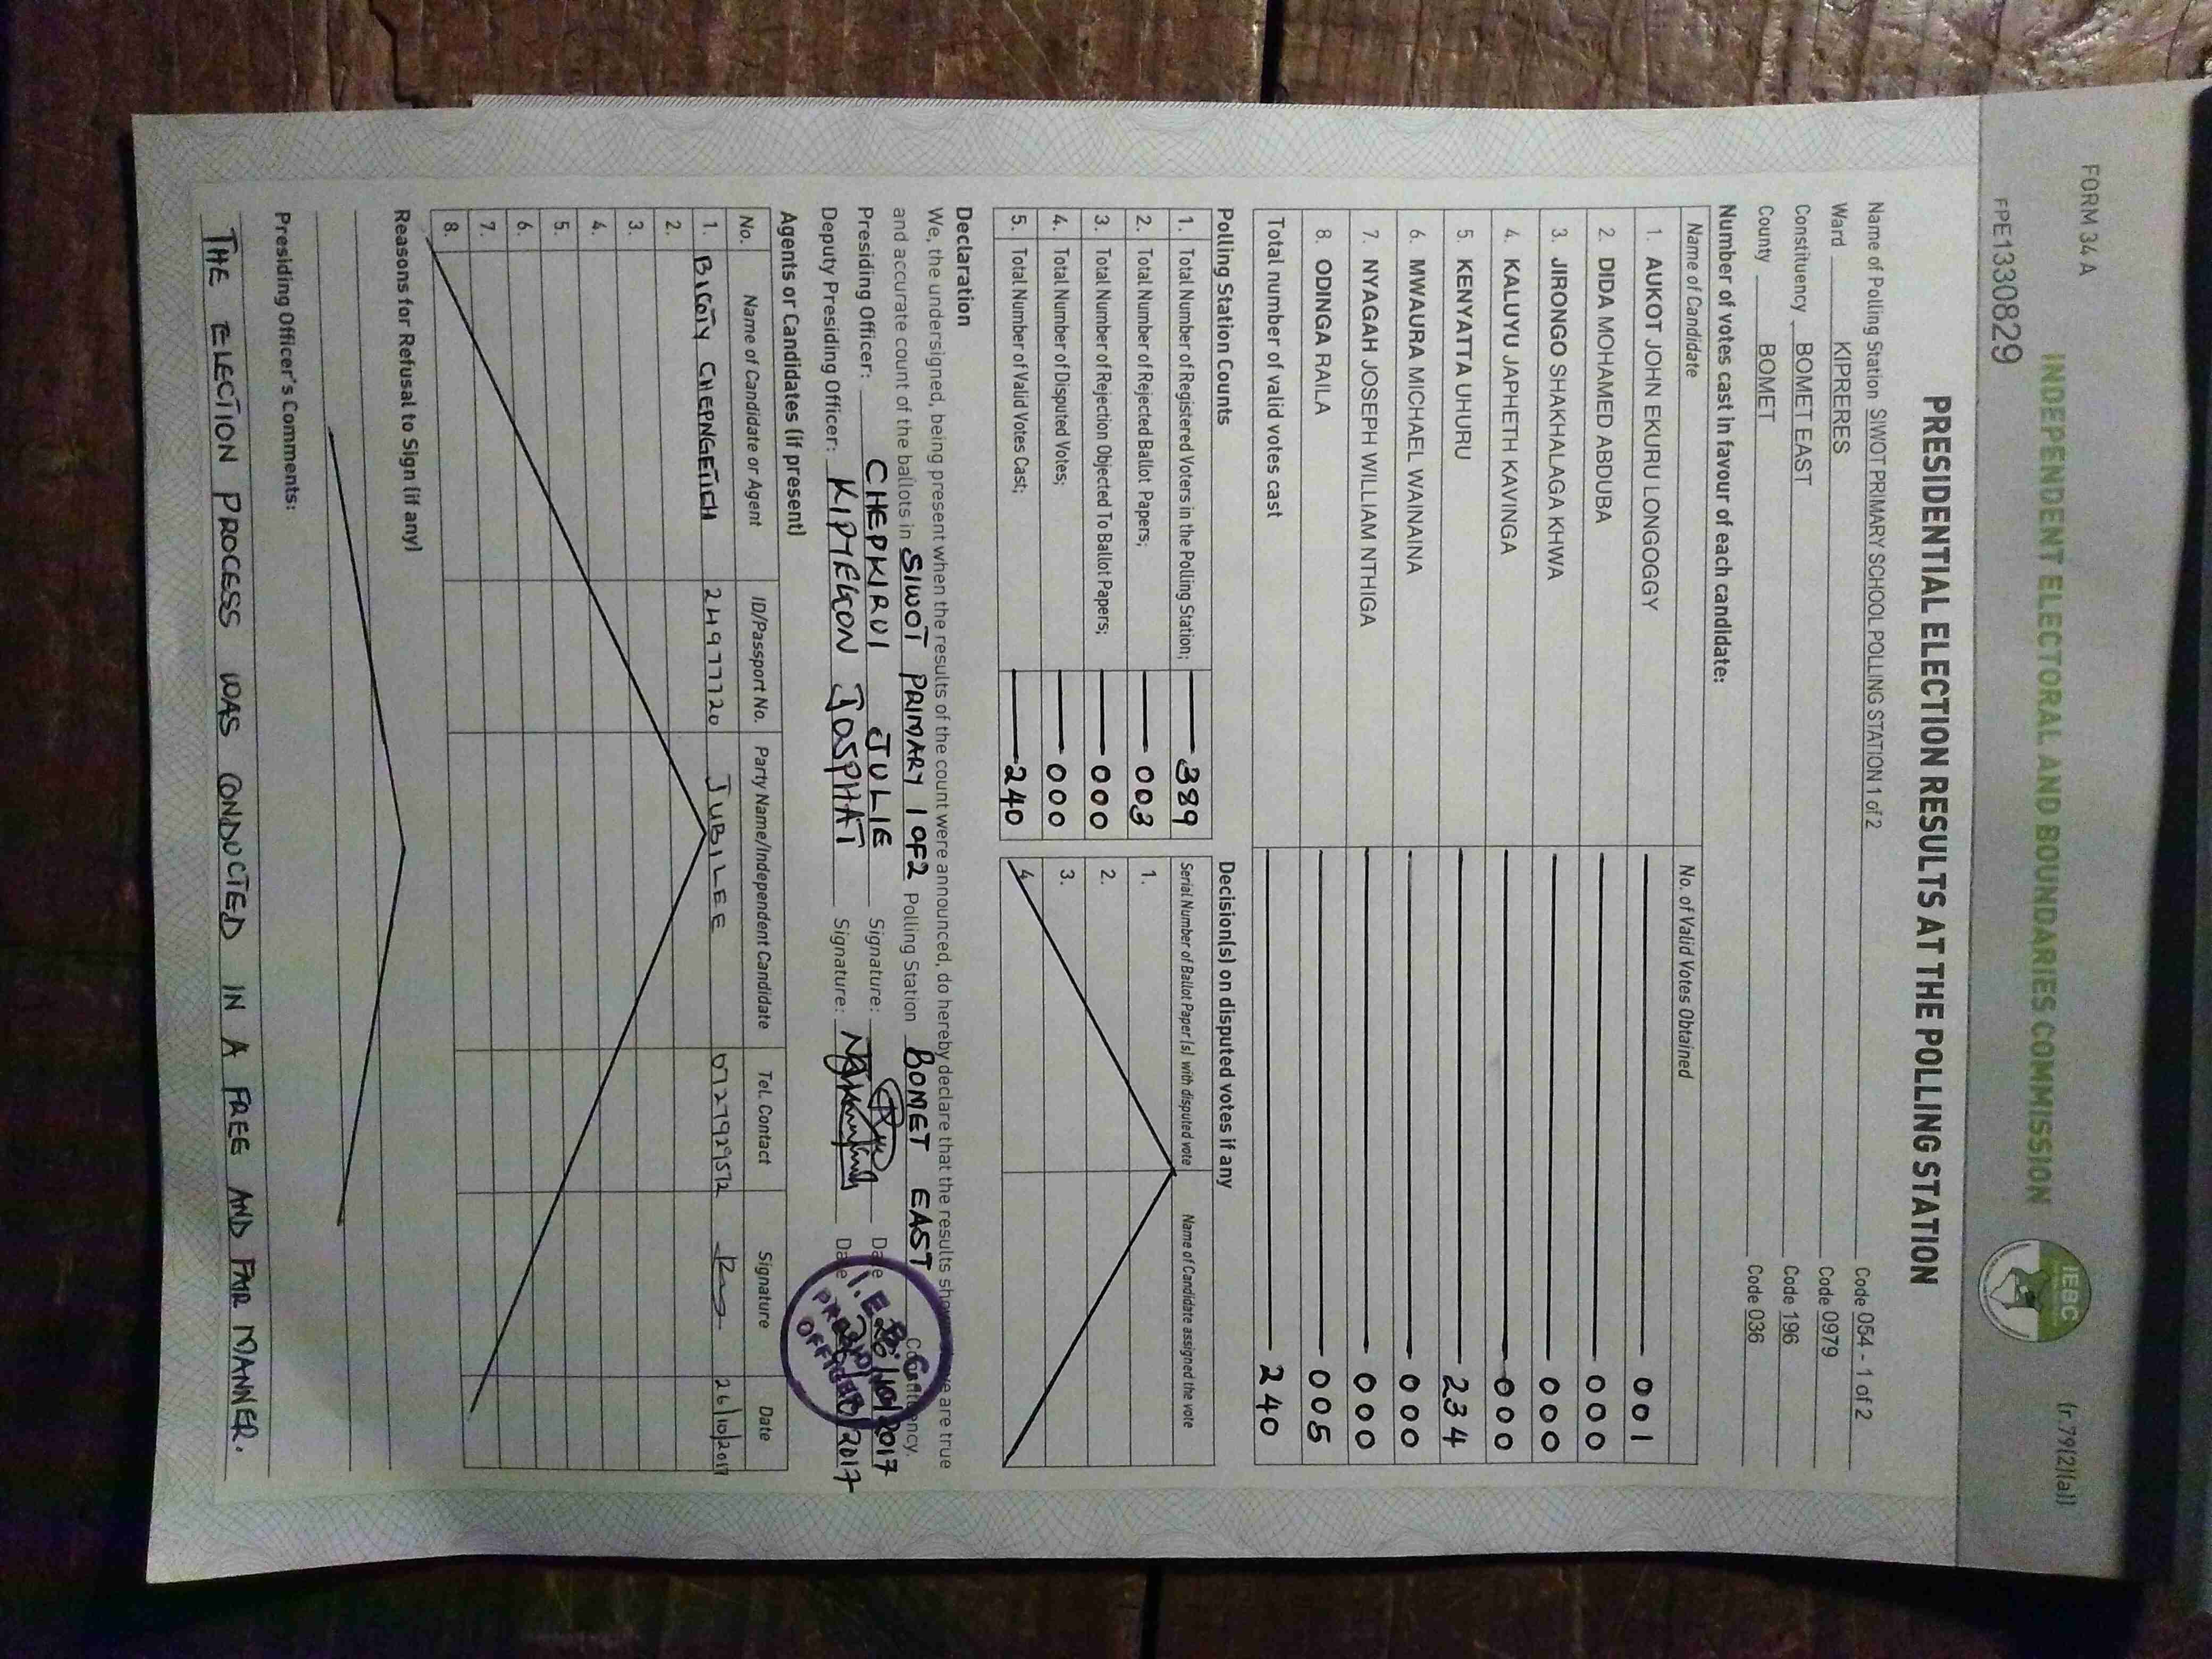 FORM 34 A
(r.79(2)(a))
INDEPENDENT ELECTORAL AND BOUNDARIES COMMISSION
IEBC
FPE1330829
PRESIDENTIAL ELECTION RESULTS AT THE POLLING STATION
Name of Polling Station SIWOT PRIMARY SCHOOL POLLING STATION 1 of 2 Code 054 - 1 of 2
Ward KIPRERES Code 0979
Constituency BOMET EAST Code 196
County BOMET Code 036
Number of votes cast in favour of each candidate:
Name of Candidate No. of Valid Votes Obtained
1. AUKOT JOHN EKURU LONGOGGY 001
2. DIDA MOHAMED ABDUBA 000
3. JIRONGO SHAKHALAGA KHWA 000
4. KALUYU JAPHETH KAVINGA 000
5. KENYATTA UHURU 234
6. MWAURA MICHAEL WAINAINA 000
7. NYAGAH JOSEPH WILLIAM NTHIGA 000
8. ODINGA RAILA 005
Total number of valid votes cast 240
Polling Station Counts Decision(s) on disputed votes if any
1. Total Number of Registered Voters in the Polling Station; 389
2. Total Number of Rejected Ballot Papers; 003
3. Total Number of Rejection Objected To Ballot Papers; 000
4. Total Number of Disputed Votes; 000
5. Total Number of Valid Votes Cast; 240
Serial Number of Ballot Paper(s) with disputed vote Name of Candidate assigned the vote
1.
2.
3.
4.
Declaration
We, the undersigned, being present when the results of the count were announced, do hereby declare that the results show are true
and accurate count of the ballots in SIWOT PRIMARY 1 OF 2 Polling Station BOMET EAST Constituency.
Presiding Officer: CHEPKIRUI JULIE Signature: Date 26/10/2017
Deputy Presiding Officer: KIPYEGON JOSPHAT Signature: Date /2017
Agents or Candidates (if present)
No. Name of Candidate or Agent ID/Passport No. Party Name/Independent Candidate Tel. Contact Signature Date
1. CHEPNGETICH 24977720 JUBILEE 0727929572 26/10/2017
2.
3.
4.
5.
6.
7.
8.
Reasons for Refusal to Sign (if any)
Presiding Officer's Comments:
THE ELECTION PROCESS WAS CONDUCTED IN A FREE AND FAIR MANNER.